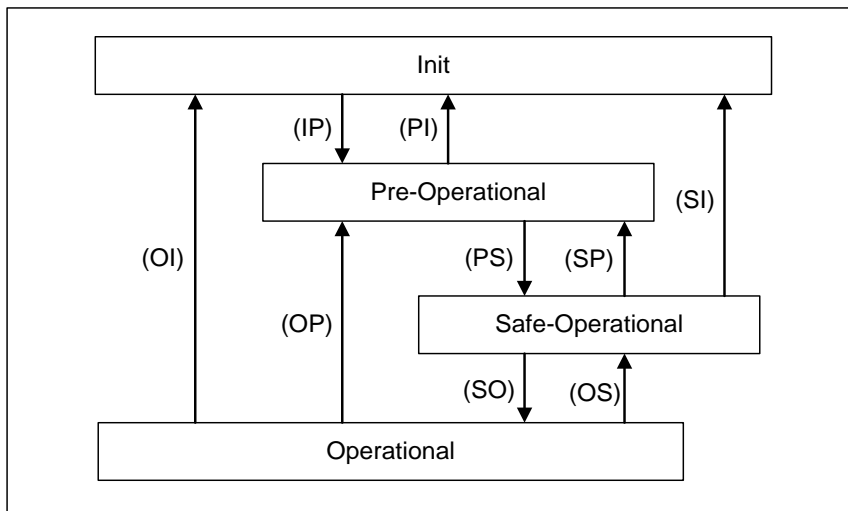 Init
(IP)
(PI)
Pre-Operational
(SI)
(OI)
(PS)
(SP)
(OP)
Safe-Operational
(SO)
(OS)
Operational